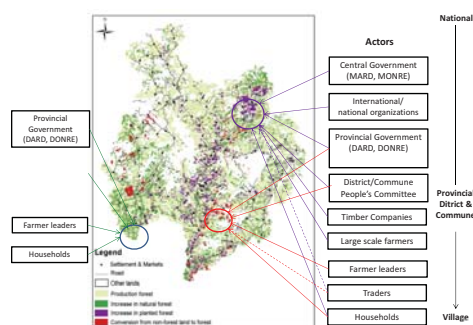 National
Actors
Central Government
(MARD, MONRE)
International/
national organizations
Provincial Government
(DARD, DONRE)
District/Commune
People's Committee
Timber Companies
Large scale farmers
Farmer leaders
Traders
Households
Provincial
Ditrict &
Commune
Village
Provincial
Government
(DARD, DONRE)
Farmer leaders
Households
Legend
Settlement & Markets
Road
Other lands
Production forest
Increase in natural forest
Increase in planted forest
Conversion from non-forest land to forest